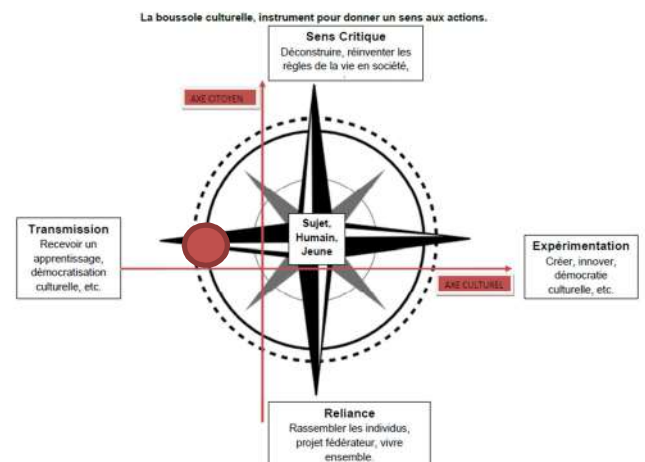 La boussole culturelle, instrument pour donner un sens aux actions.
Sens Critique
Déconstruire, réinventer les
règles de la vie en société,
.
AXE CITOYEN
Transmission
Recevoir un
apprentissage,
démocratisation
culturelle, etc.
Sujet,
Humain,
Jeune
Expérimentation
Créer, innover,
démocratie
culturelle, etc.
AXE CULTUREL
Reliance
Rassembler les individus,
projet fédérateur, vivre
ensemble.